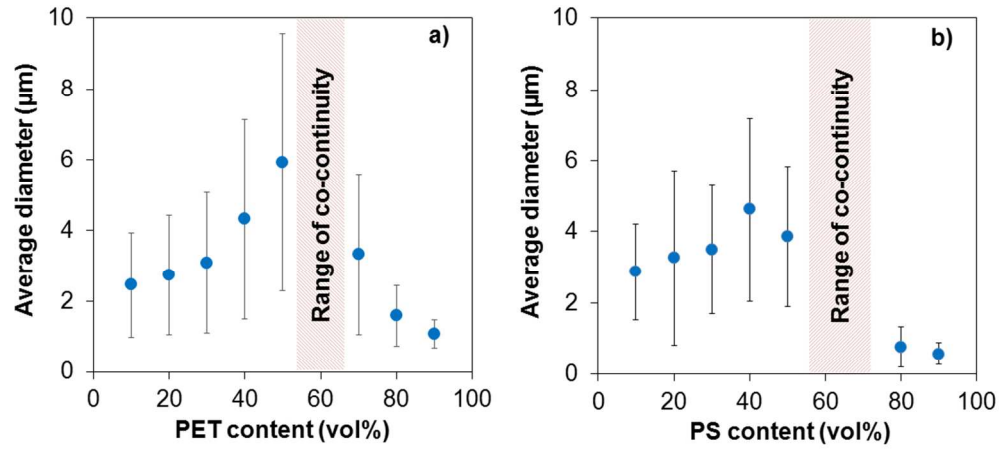 a)
10
8
6
4
2
0
Average diameter (µm)
Range of co-continuity
0 20 40 60 80 100
PET content (vol%)
b)
10
8
6
4
2
0
Average diameter (µm)
Range of co-continuity
0 20 40 60 80 100
PS content (vol%)